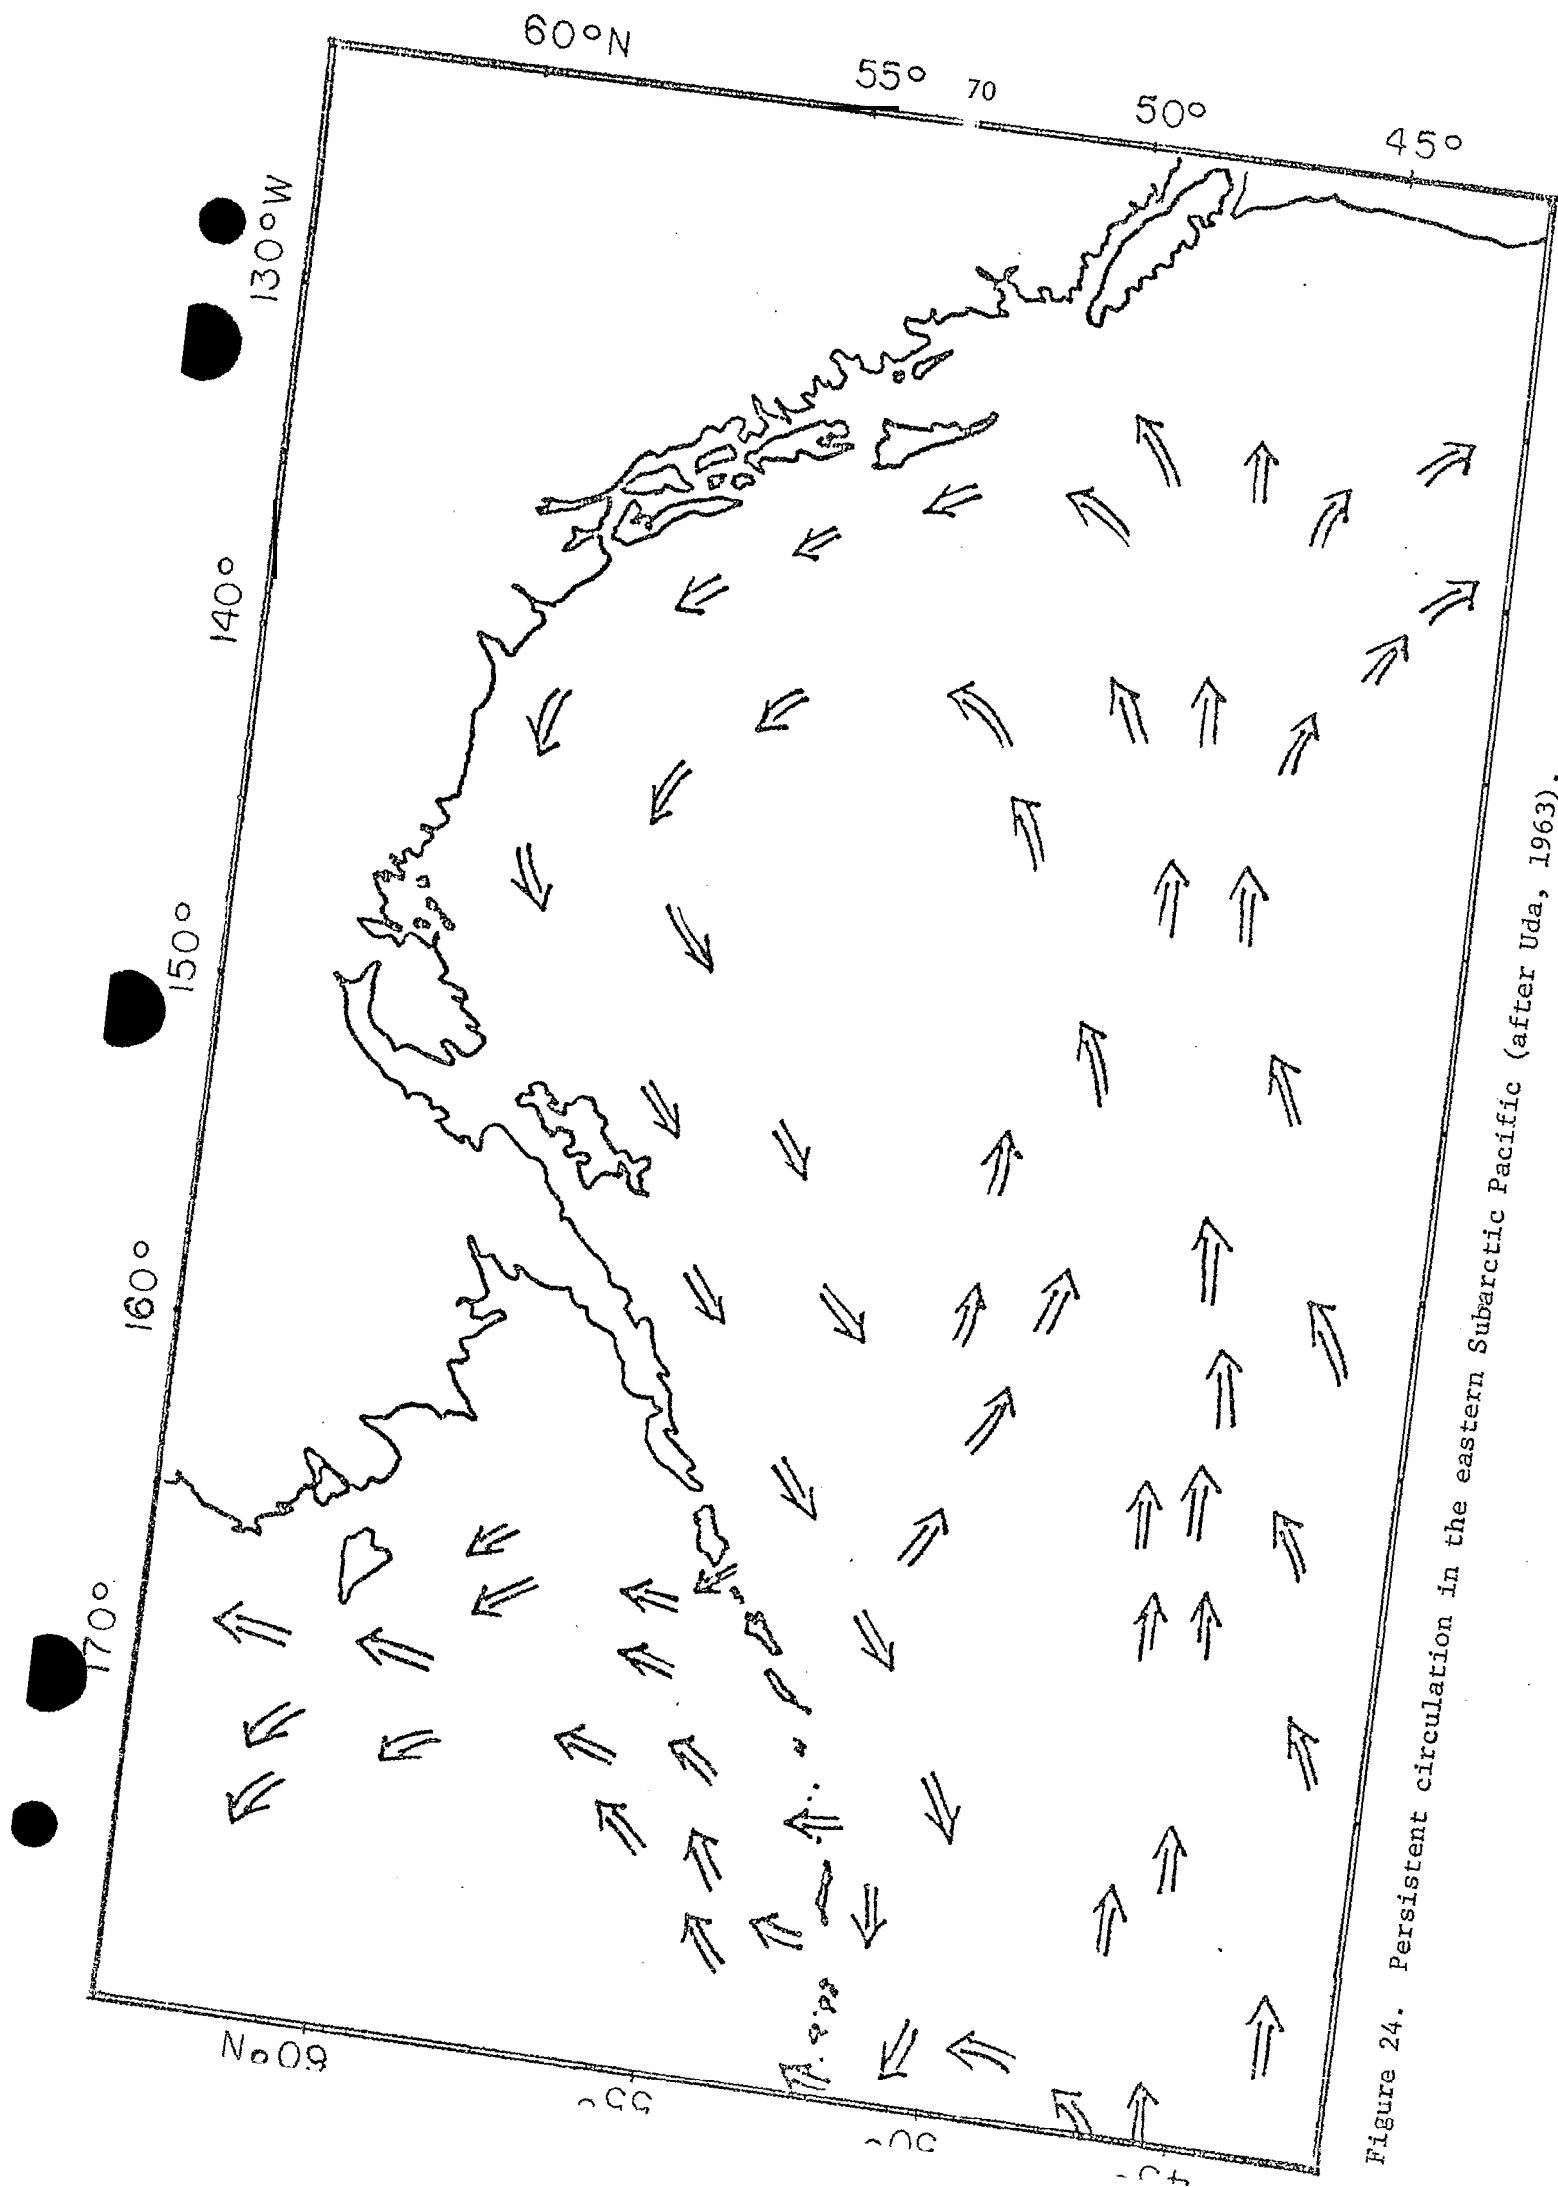 60°N
55°
70
50°
45°
130°W
140°
150°
160°
170°
60°N
55°
50°
Figure 24. Persistent circulation in the eastern Subarctic Pacific (after Uda, 1963).